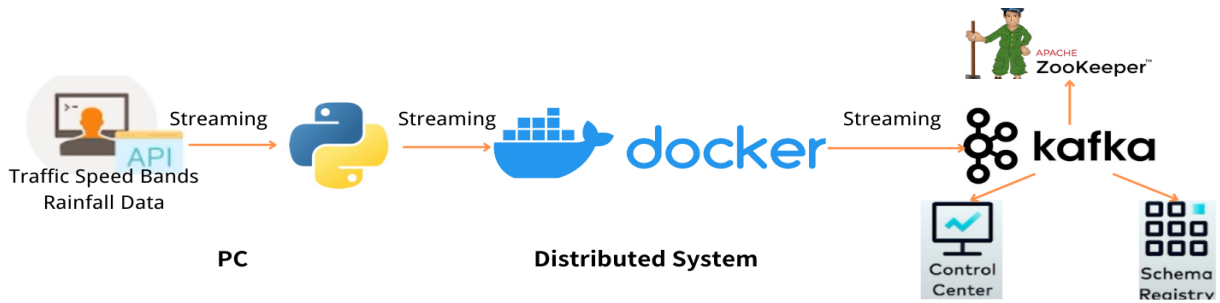 APACHE
ZooKeeper™
Streaming
Streaming
Streaming
>-
API
docker
kafka
Traffic Speed Bands
Rainfall Data
PC
Distributed System
Control
Center
Schema
Registry